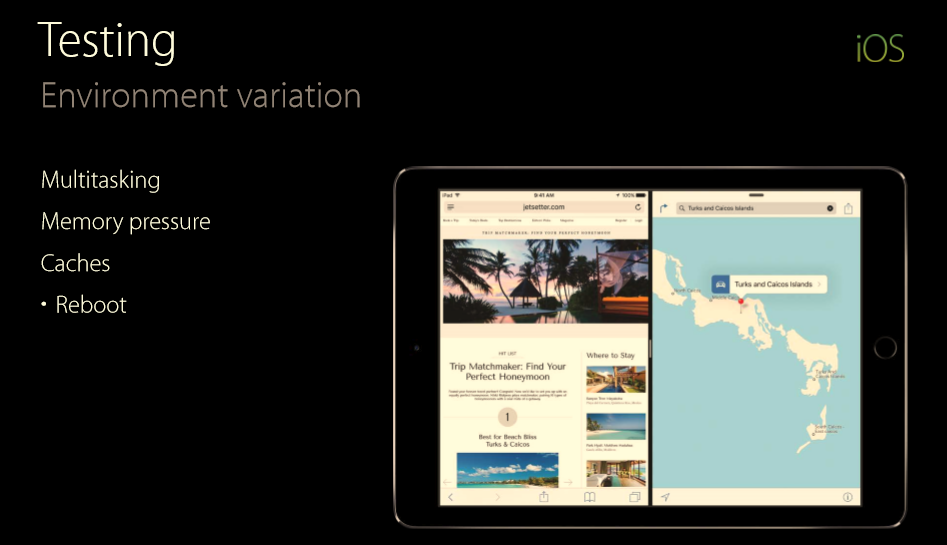 Testing
iOS
Environment variation
Multitasking
Memory pressure
Caches
• Reboot
iPad
9:41 AM
100%
jetsetter.com
Turks and Caicos Islands
TRIP MATCHMAKER: FIND YOUR PERFECT HONEYMOON
Turks and Caicos Islands
HIT LIST
Trip Matchmaker: Find Your
Perfect Honeymoon
Where to Stay
1
Best for Beach Bliss
Turks & Caicos